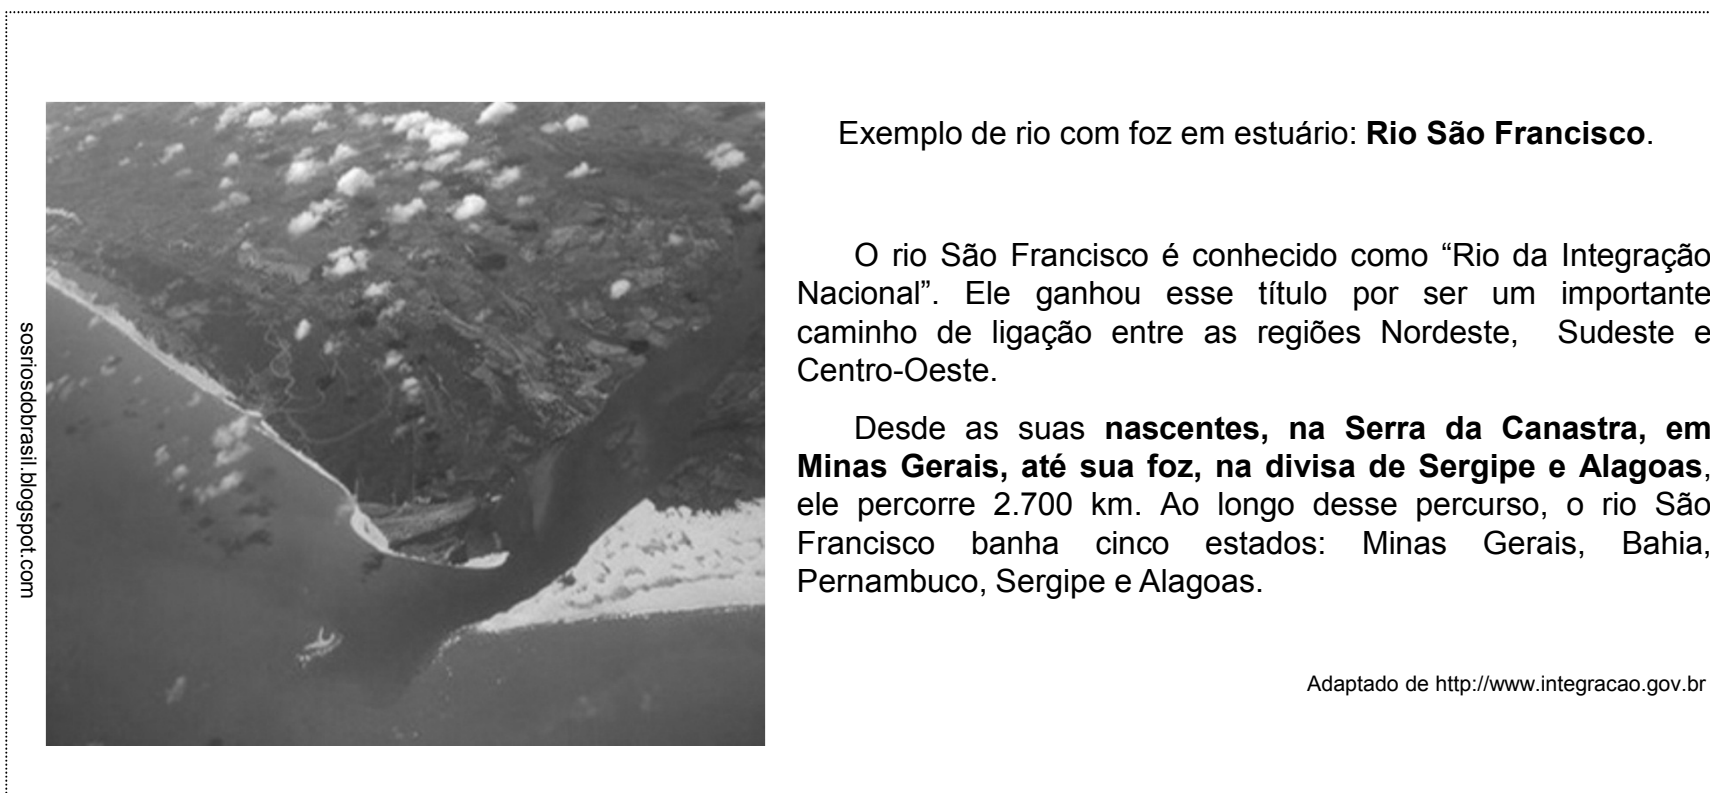 Exemplo de rio com foz em estuário: Rio São Francisco.
O rio São Francisco é conhecido como “Rio da Integração
Nacional”. Ele ganhou esse título por ser um importante
caminho de ligação entre as regiões Nordeste, Sudeste e
Centro-Oeste.
Desde as suas nascentes, na Serra da Canastra, em
Minas Gerais, até sua foz, na divisa de Sergipe e Alagoas,
ele percorre 2.700 km. Ao longo desse percurso, o rio São
Francisco banha cinco estados: Minas Gerais, Bahia,
Pernambuco, Sergipe e Alagoas.
Adaptado de http://www.integracao.gov.br
sosriosdobrasil.blogspot.com